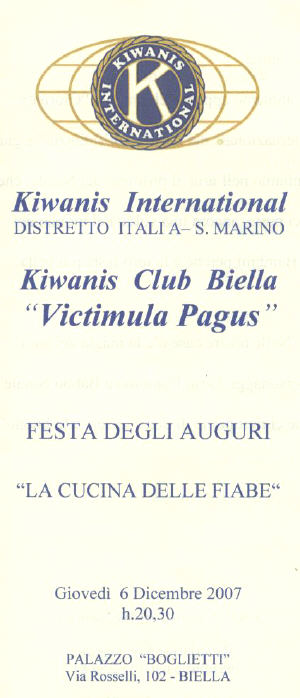 KIWANIS
K
INTERNATIONAL
Kiwanis International
DISTRETTO ITALI A– S. MARINO
Kiwanis Club Biella
“Victimula Pagus”
FESTA DEGLI AUGURI
“LA CUCINA DELLE FIABE“
Giovedì 6 Dicembre 2007
h.20,30
PALAZZO “BOGLIETTI”
Via Rosselli, 102 - BIELLA